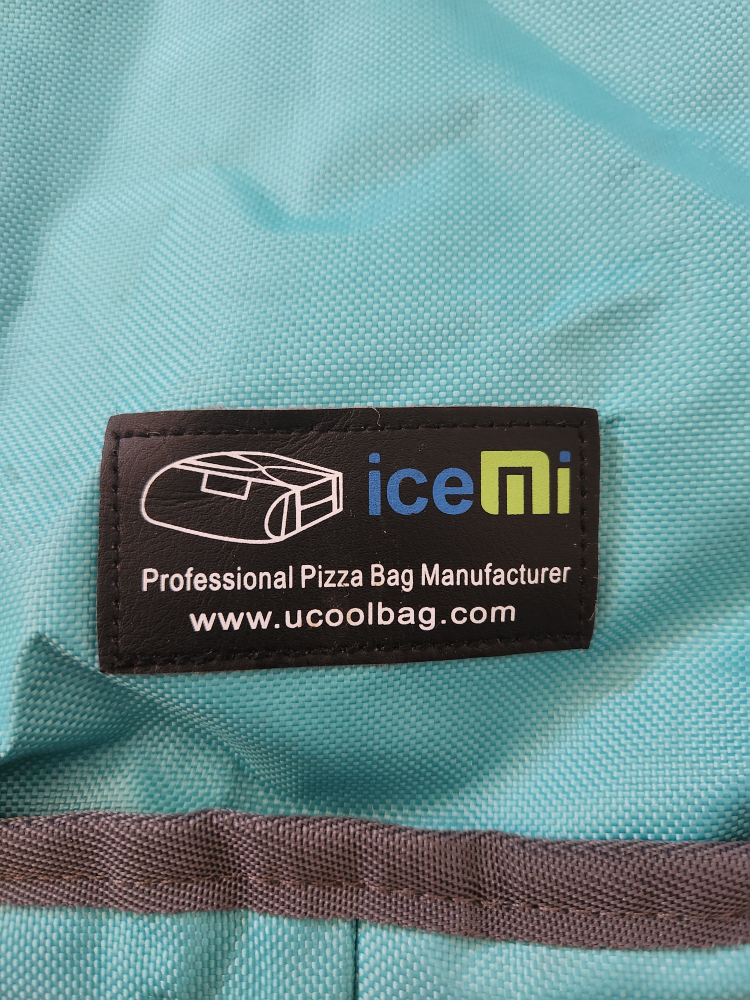 iceMi
Professional Pizza Bag Manufacturer
www.ucoolbag.com